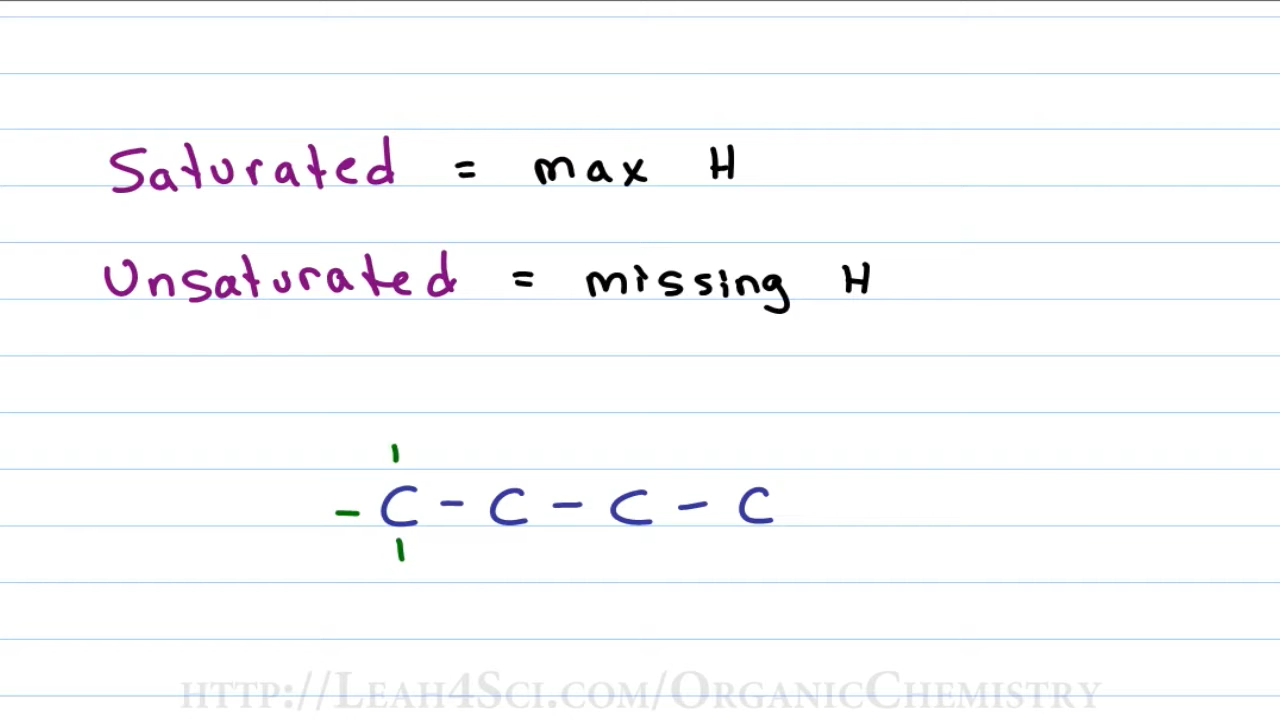 Saturated = max H
Unsaturated = missing H
- C - C - C - C
http://Leah4Sci.com/OrganicChemistry